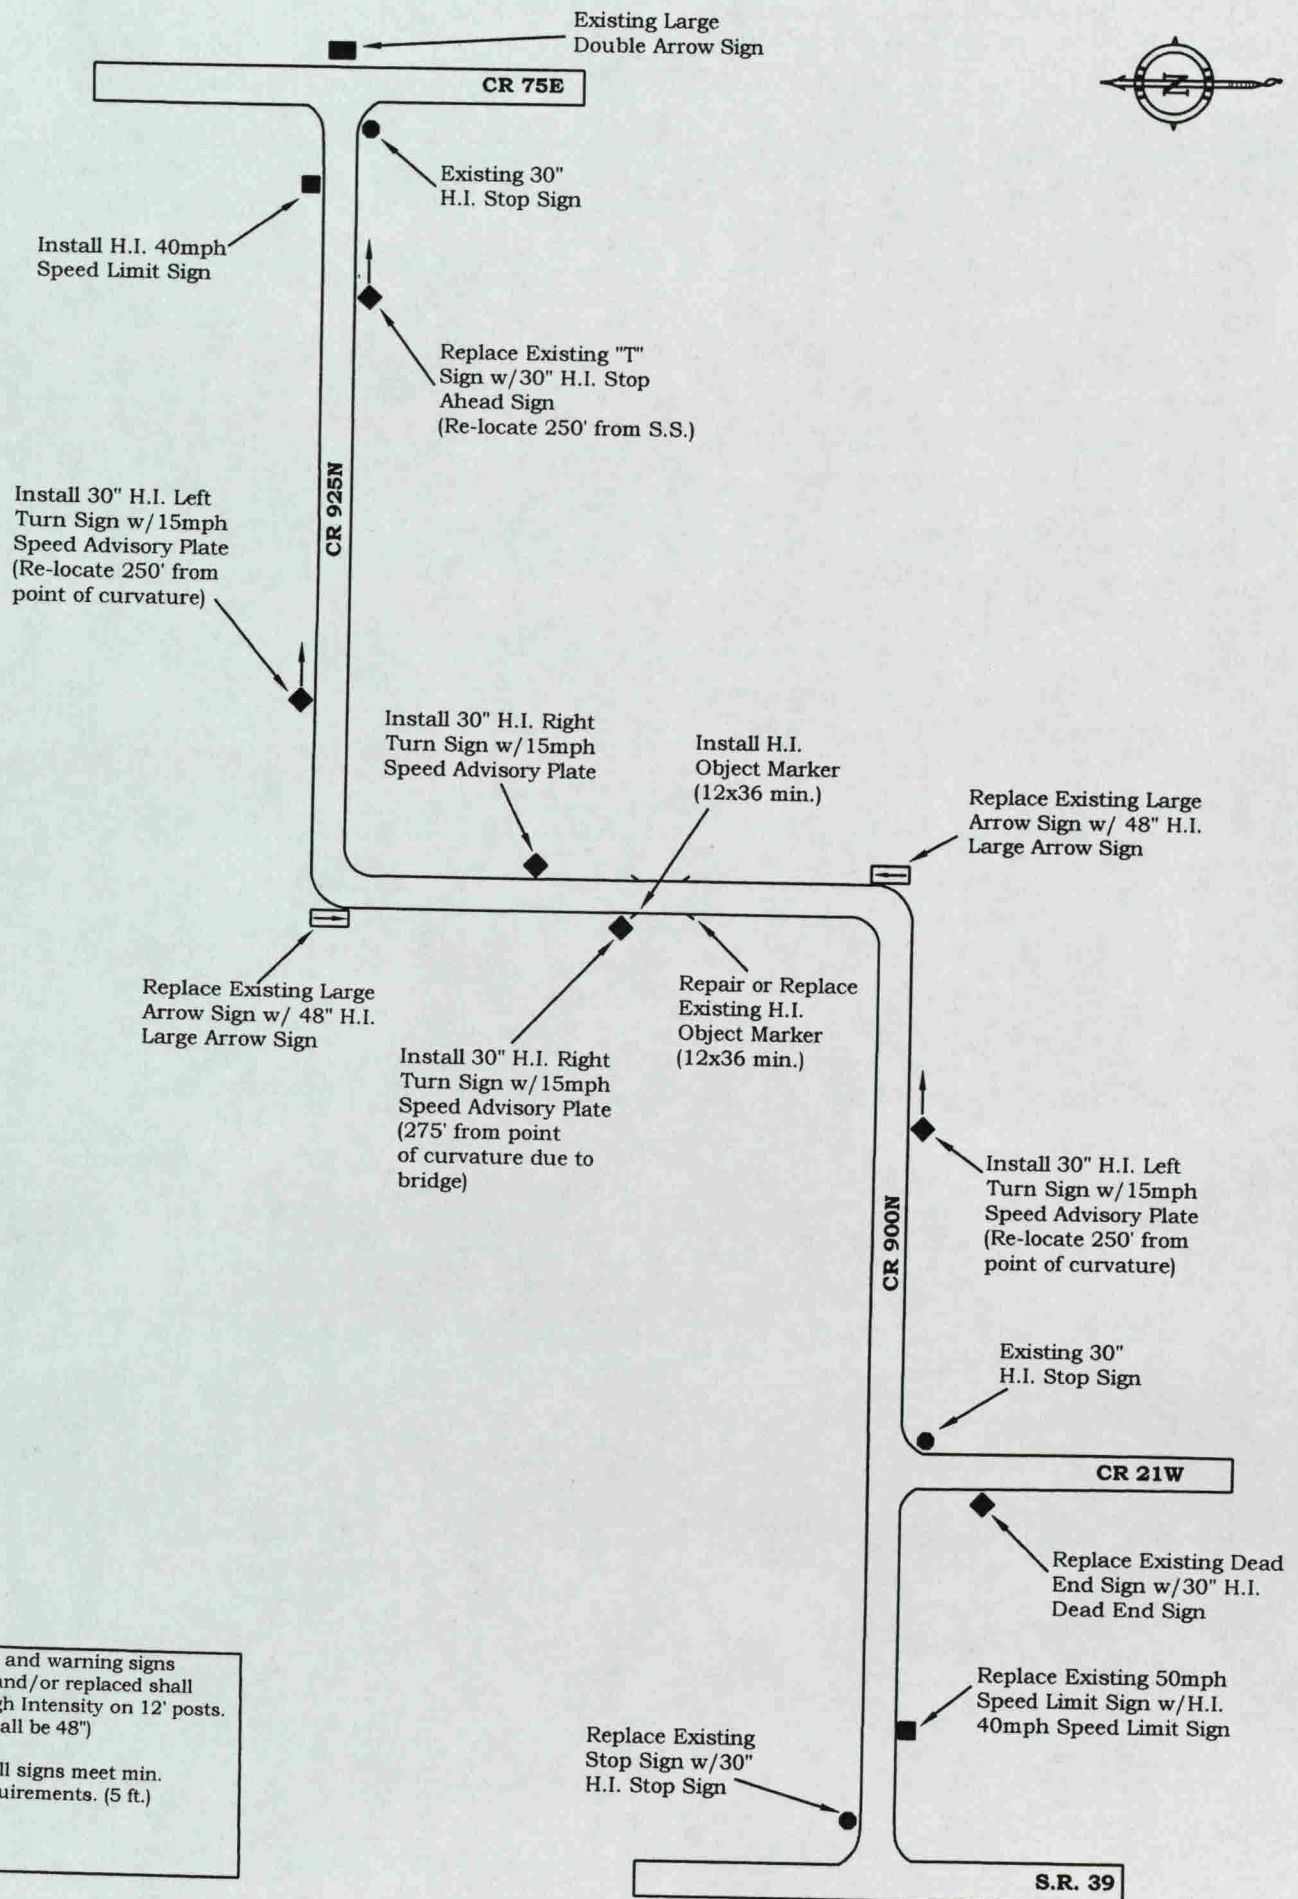 Existing Large
Double Arrow Sign
CR 75E
N
Existing 30"
H.I. Stop Sign
Install H.I. 40mph
Speed Limit Sign
Replace Existing "T"
Sign w/30" H.I. Stop
Ahead Sign
(Re-locate 250' from S.S.)
CR 925N
Install 30" H.I. Left
Turn Sign w/15mph
Speed Advisory Plate
(Re-locate 250' from
point of curvature)
Install 30" H.I. Right
Turn Sign w/15mph
Speed Advisory Plate
Install H.I.
Object Marker
(12x36 min.)
Replace Existing Large
Arrow Sign w/ 48" H.I.
Large Arrow Sign
Replace Existing Large
Arrow Sign w/ 48" H.I.
Large Arrow Sign
Install 30" H.I. Right
Turn Sign w/15mph
Speed Advisory Plate
(275' from point
of curvature due to
bridge)
Repair or Replace
Existing H.I.
Object Marker
(12x36 min.)
CR 900N
Install 30" H.I. Left
Turn Sign w/15mph
Speed Advisory Plate
(Re-locate 250' from
point of curvature)
Existing 30"
H.I. Stop Sign
CR 21W
Replace Existing Dead
End Sign w/30" H.I.
Dead End Sign
Replace Existing 50mph
Speed Limit Sign w/H.I.
40mph Speed Limit Sign
Replace Existing
Stop Sign w/30"
H.I. Stop Sign
S.R. 39
and warning signs
and/or replaced shall
Intensity on 12' posts.
be 48")
signs meet min.
(5 ft.)